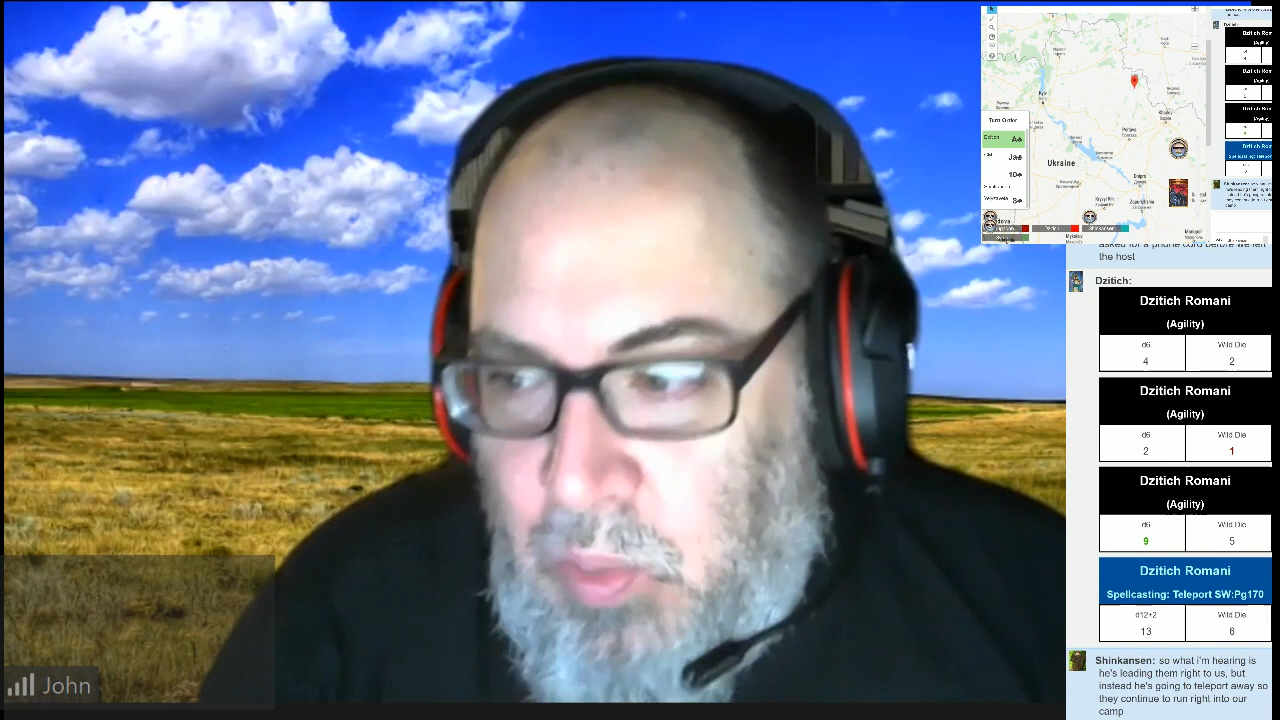 Turn Order
Ukraine
Poltava
Dnipro
asked for a phone card before we left
the host
Dzitich:
Dzitich Romani
(Agility)
d6
Wild Die
4
2
Dzitich Romani
(Agility)
d6
Wild Die
2
1
Dzitich Romani
(Agility)
d6
Wild Die
9
5
Dzitich Romani
Spellcasting: Teleport SW:Pg170
d12+2
Wild Die
13
6
Shinkansen: so what i'm hearing is
he's leading them right to us, but
instead he's going to teleport away so
they continue to run right into our
camp
John